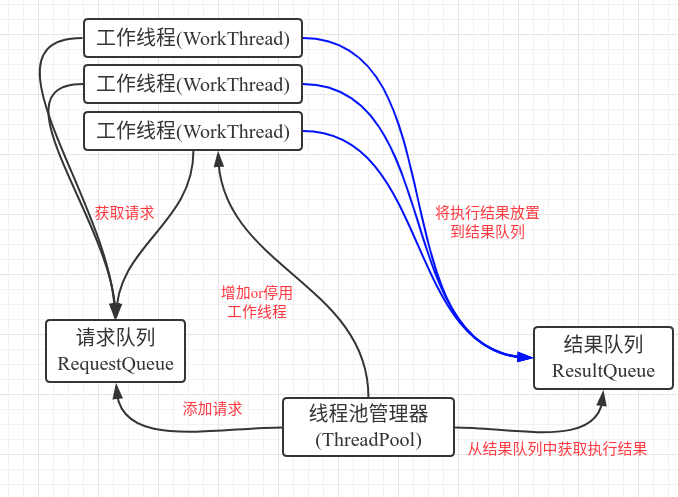 工作线程(WorkThread)
工作线程(WorkThread)
工作线程(WorkThread)
获取请求
将执行结果放置
到结果队列
增加or停用
工作线程
请求队列
RequestQueue
结果队列
ResultQueue
添加请求
线程池管理器
(ThreadPool)
从结果队列中获取执行结果